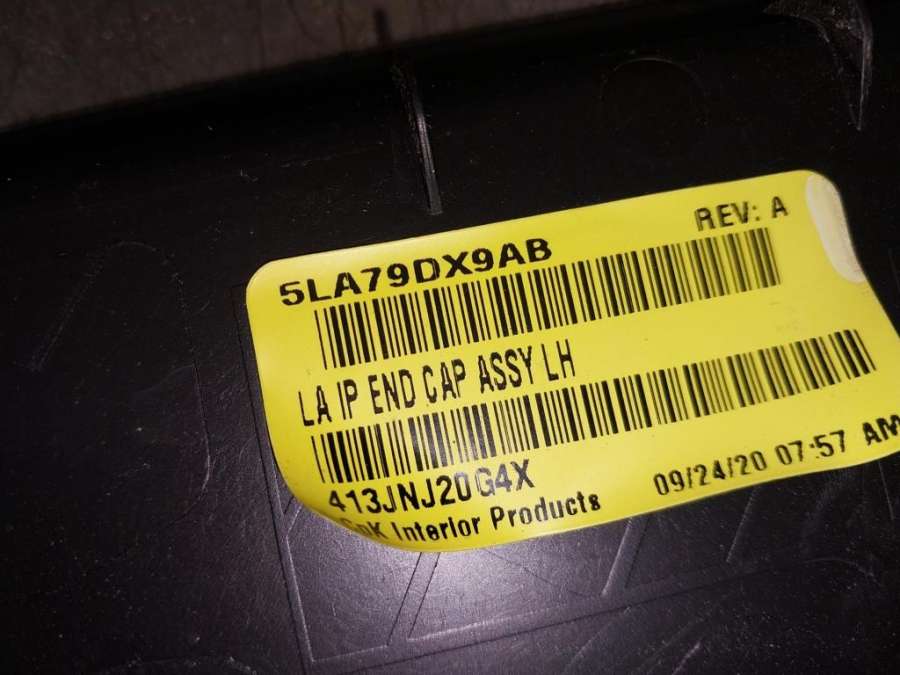 REV: A
5LA79DX9AB
LA IP END CAP ASSY LH
413JNJ20G4X
09/24/20 07:57 AM
Interior Products